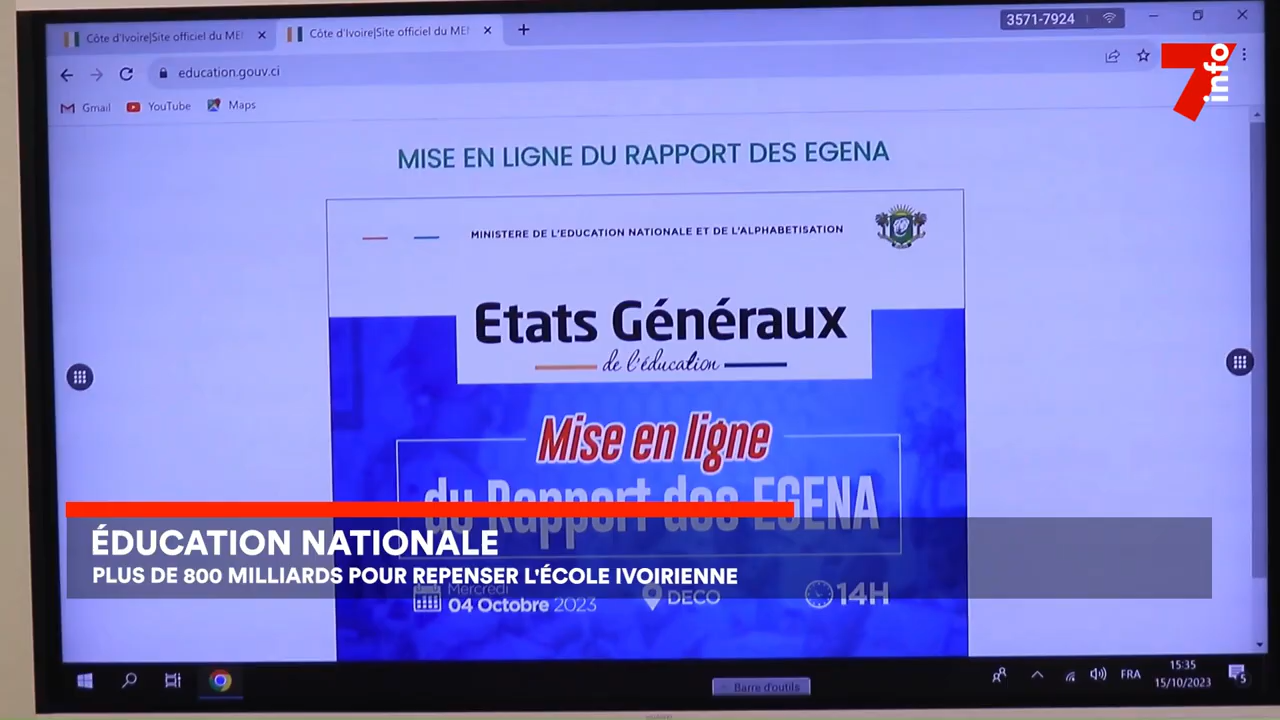 Côte d'Ivoire|Site officiel du ME
Côte d'Ivoire|Site officiel du ME
3571-7924
education.gouv.ci
7 info
Gmail
YouTube
Maps
MISE EN LIGNE DU RAPPORT DES EGENA
MINISTERE DE L'EDUCATION NATIONALE ET DE L'ALPHABETISATION
Etats Généraux
de l'éducation
Mise en ligne
du Rapport des EGENA
ÉDUCATION NATIONALE
PLUS DE 800 MILLIARDS POUR REPENSER L'ÉCOLE IVOIRIENNE
Mercredi
04 Octobre 2023
DECO
14H
Barre d'outils
FRA
15:35
15/10/2023
5